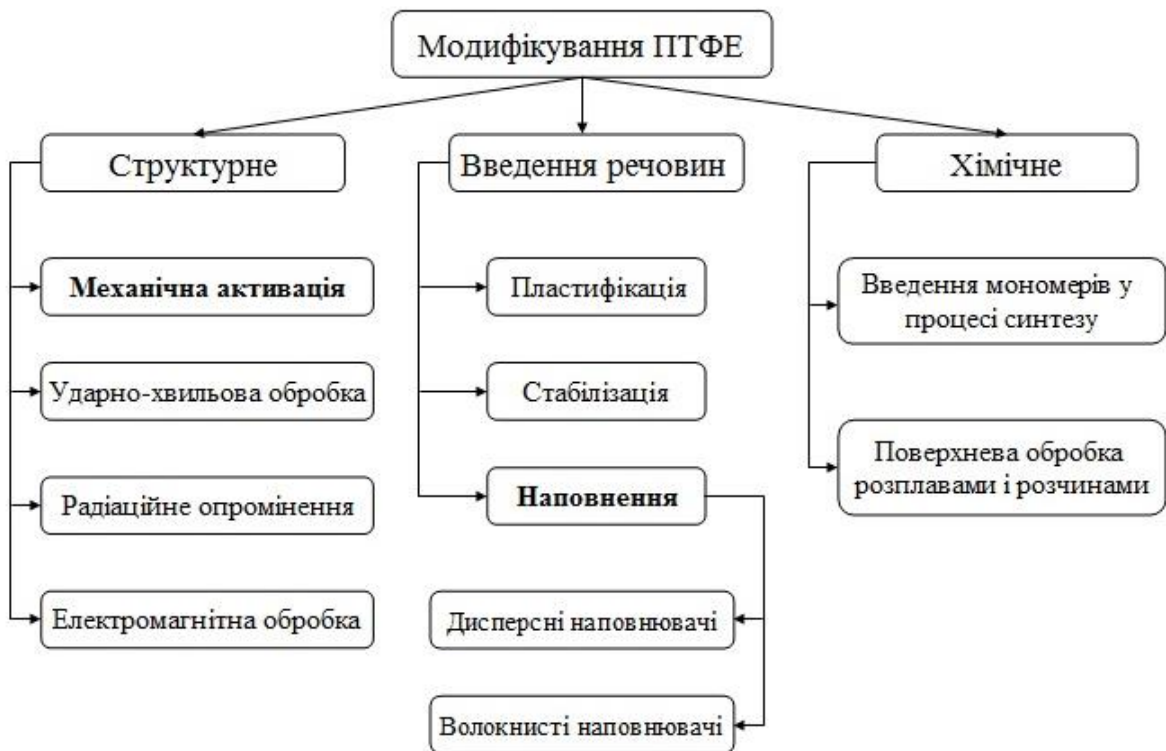 Модифікування ПТФЕ
Структурне
Механічна активація
Ударно-хвильова обробка
Радіаційне опромінення
Електромагнітна обробка
Введення речовин
Пластифікація
Стабілізація
Наповнення
Дисперсні наповнювачі
Волокнисті наповнювачі
Хімічне
Введення мономерів у
процесі синтезу
Поверхнева обробка
розплавами і розчинами